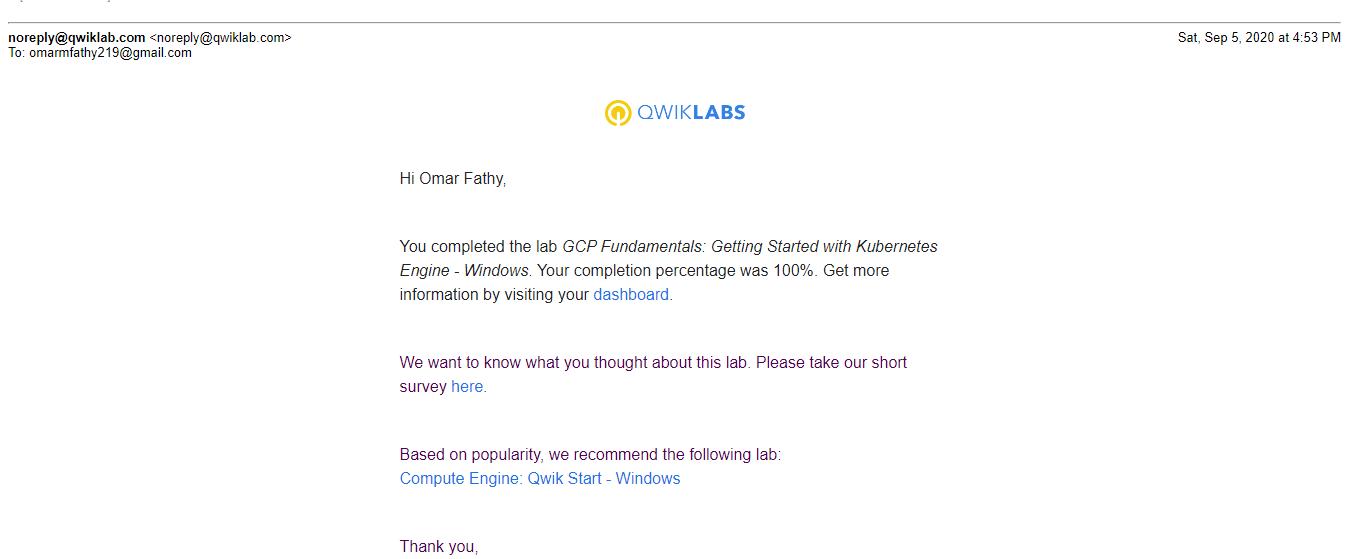 noreply@qwiklab.com <noreply@qwiklab.com>
Sat, Sep 5, 2020 at 4:53 PM
To: omarmfathy219@gmail.com
QWIKLABS
Hi Omar Fathy,
You completed the lab GCP Fundamentals: Getting Started with Kubernetes
Engine - Windows. Your completion percentage was 100%. Get more
information by visiting your dashboard.
We want to know what you thought about this lab. Please take our short
survey here.
Based on popularity, we recommend the following lab:
Compute Engine: Qwik Start - Windows
Thank you,